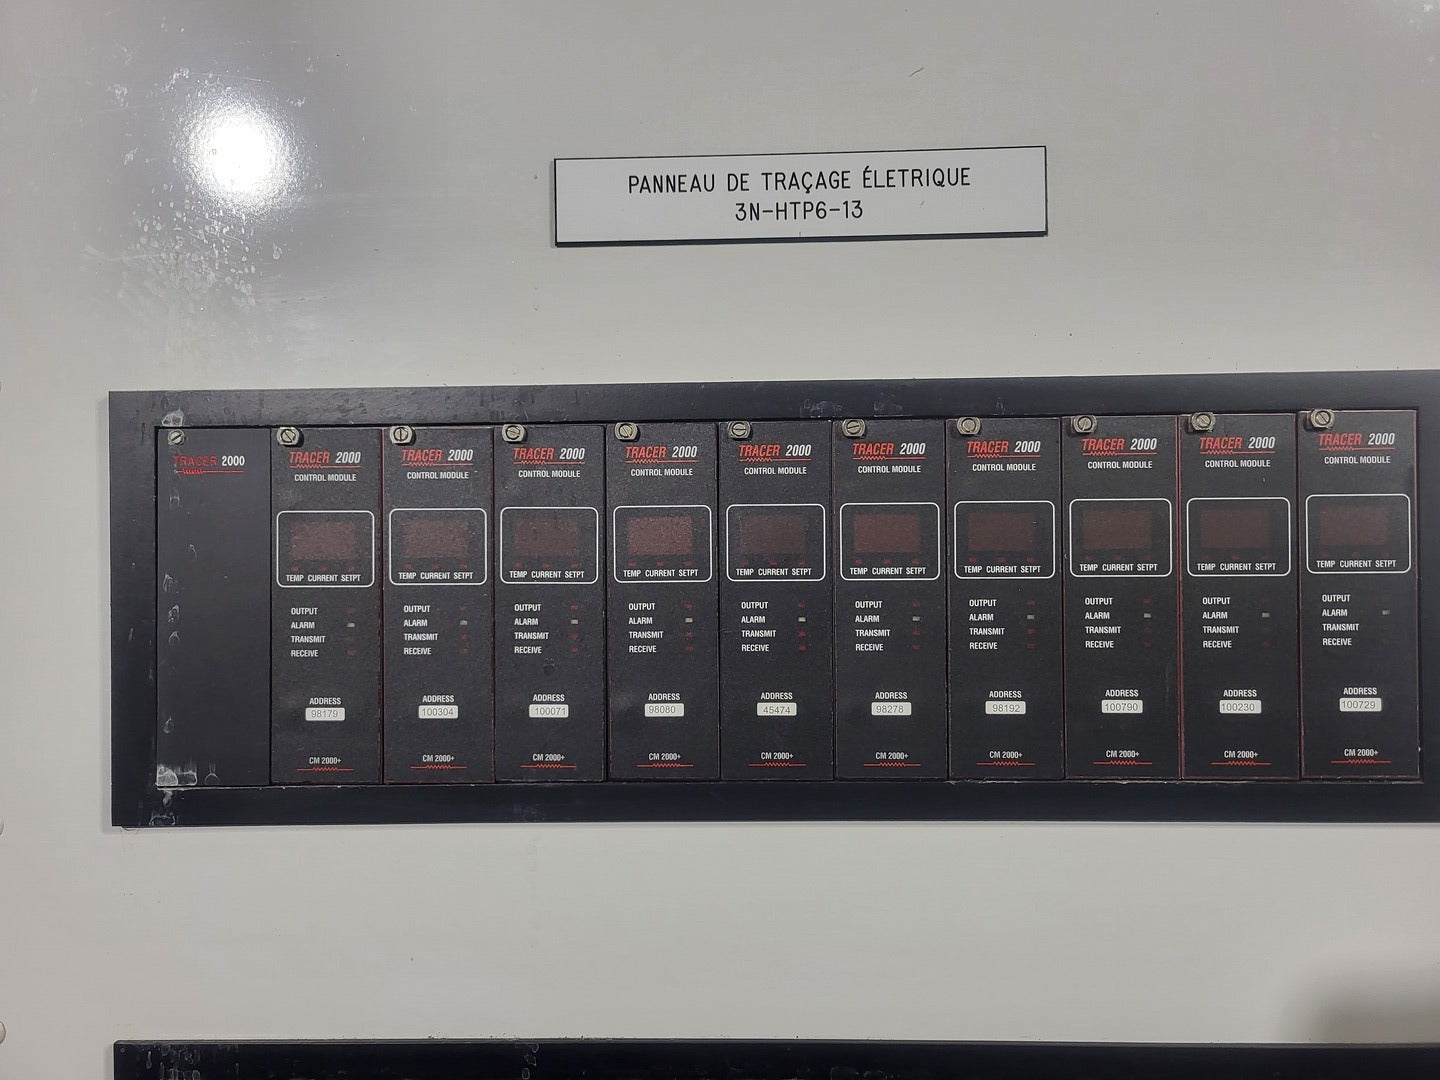 PANNEAU DE TRAÇAGE ÉLETRIQUE
3N-HTP6-13
TRACER 2000
TRACER 2000
CONTROL MODULE
TEMP CURRENT SETPT
OUTPUT
ALARM
TRANSMIT
RECEIVE
ADDRESS
98179
CM 2000+
TRACER 2000
CONTROL MODULE
TEMP CURRENT SETPT
OUTPUT
ALARM
TRANSMIT
RECEIVE
ADDRESS
100304
CM 2000+
TRACER 2000
CONTROL MODULE
TEMP CURRENT SETPT
OUTPUT
ALARM
TRANSMIT
RECEIVE
ADDRESS
100071
CM 2000+
TRACER 2000
CONTROL MODULE
TEMP CURRENT SETPT
OUTPUT
ALARM
TRANSMIT
RECEIVE
ADDRESS
98080
CM 2000+
TRACER 2000
CONTROL MODULE
TEMP CURRENT SETPT
OUTPUT
ALARM
TRANSMIT
RECEIVE
ADDRESS
45474
CM 2000+
TRACER 2000
CONTROL MODULE
TEMP CURRENT SETPT
OUTPUT
ALARM
TRANSMIT
RECEIVE
ADDRESS
98278
CM 2000+
TRACER 2000
CONTROL MODULE
TEMP CURRENT SETPT
OUTPUT
ALARM
TRANSMIT
RECEIVE
ADDRESS
98192
CM 2000+
TRACER 2000
CONTROL MODULE
TEMP CURRENT SETPT
OUTPUT
ALARM
TRANSMIT
RECEIVE
ADDRESS
100790
CM 2000+
TRACER 2000
CONTROL MODULE
TEMP CURRENT SETPT
OUTPUT
ALARM
TRANSMIT
RECEIVE
ADDRESS
100230
CM 2000+
TRACER 2000
CONTROL MODULE
TEMP CURRENT SETPT
OUTPUT
ALARM
TRANSMIT
RECEIVE
ADDRESS
100729
CM 2000+